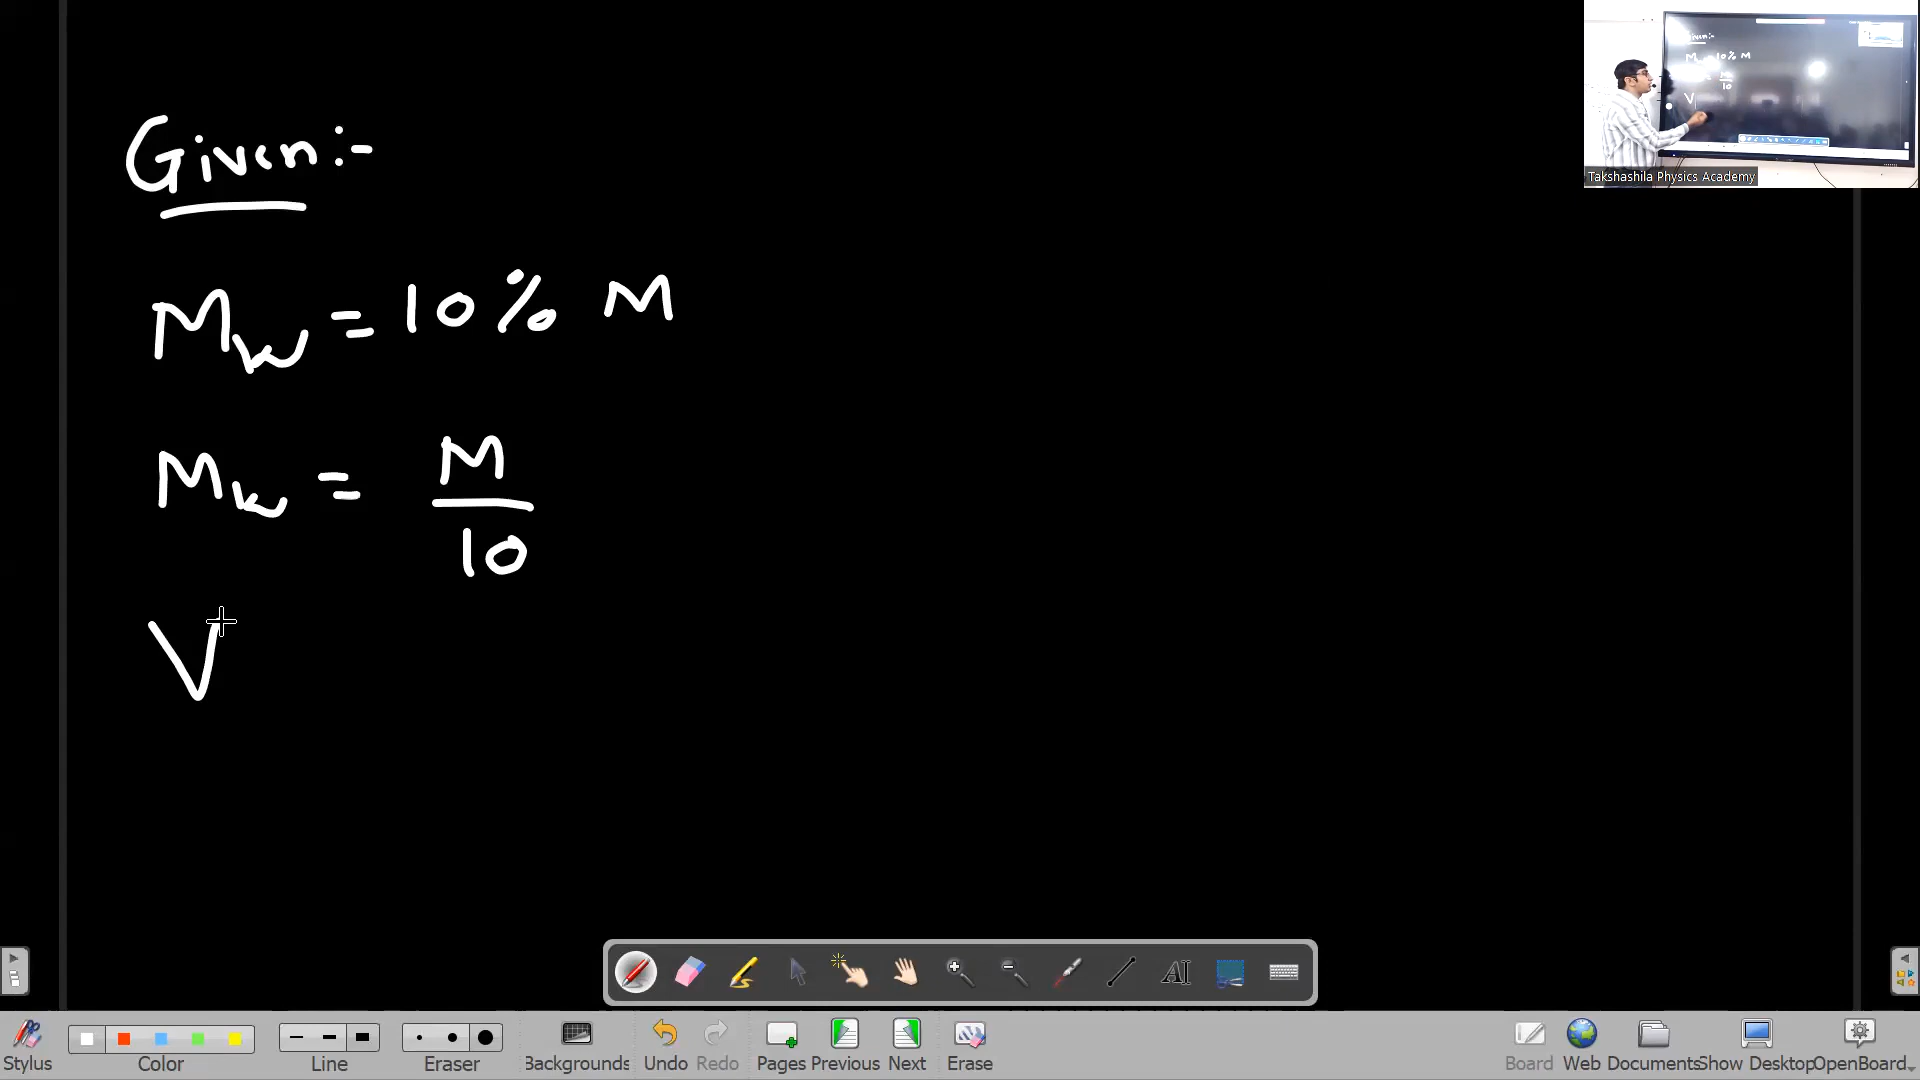 Given :-
Mw = 10% M
Mw = M/10
V
Takshashila Physics Academy
Stylus
Color
Line
Eraser
Backgrounds
Undo
Redo
Pages
Previous
Next
Erase
Board
Web
Documents
Show Desktop
OpenBoard